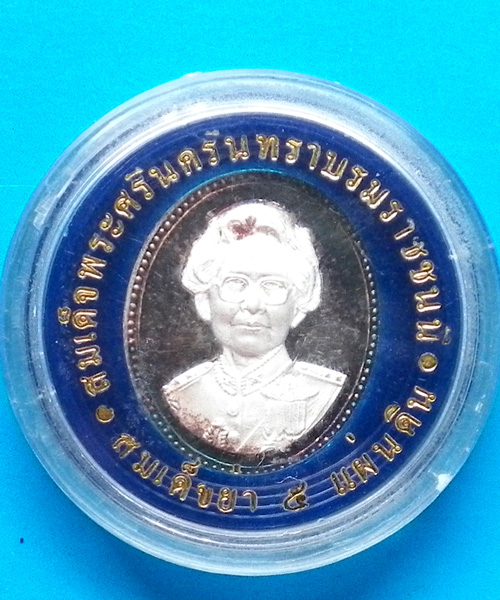 สมเด็จพระศรีนครินทราบรมราชชนนี
สมเด็จย่า ๕ แผ่นดิน